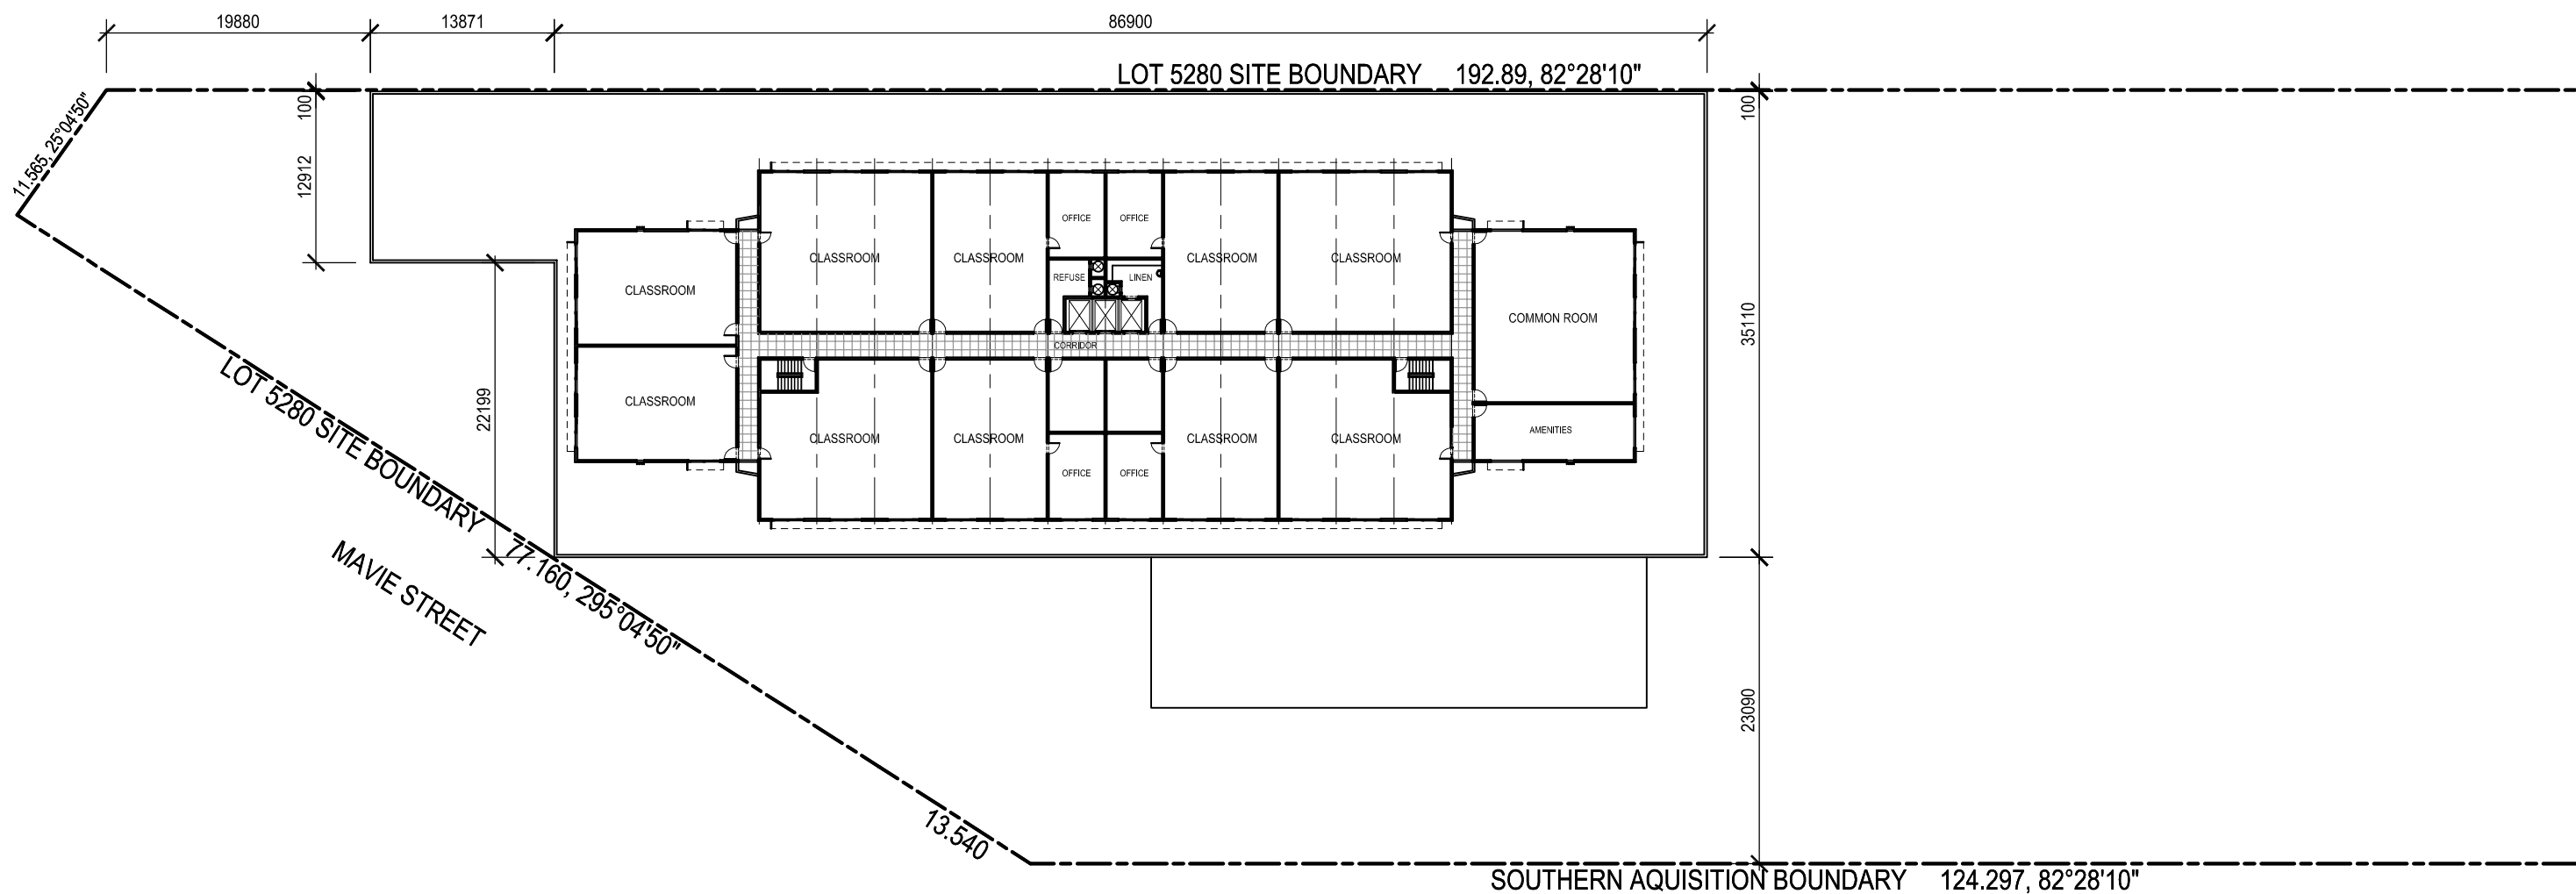 19880
13871
86900
LOT 5280 SITE BOUNDARY 192.89, 82°28'10"
11.565, 25°04'50"
100
100
12912
OFFICE
OFFICE
CLASSROOM
CLASSROOM
CLASSROOM
CLASSROOM
REFUSE
LINEN
CLASSROOM
COMMON ROOM
35110
CORRIDOR
LOT 5280 SITE BOUNDARY 77.160, 295°04'50"
22199
CLASSROOM
AMENITIES
CLASSROOM
CLASSROOM
CLASSROOM
CLASSROOM
OFFICE
OFFICE
MAVIE STREET
23090
13.540
SOUTHERN AQUISITION BOUNDARY 124.297, 82°28'10"